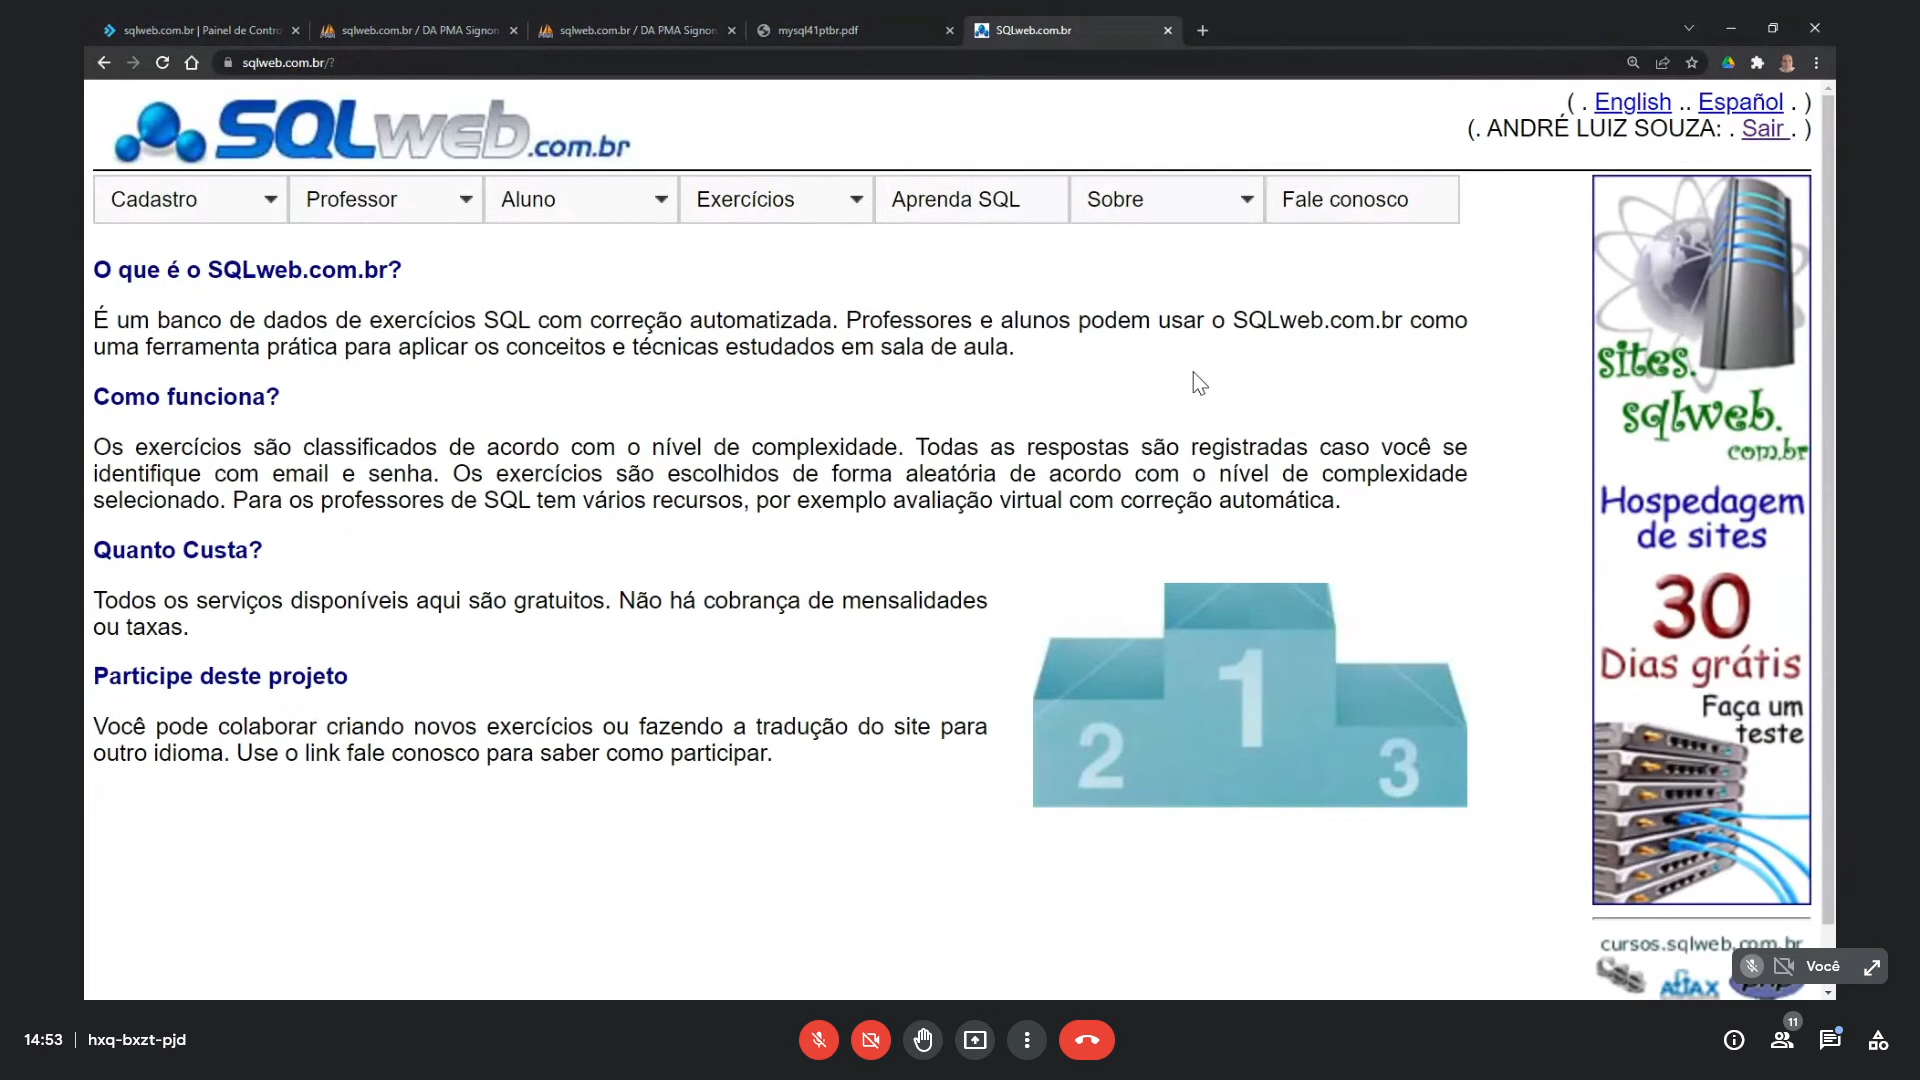 sqlweb.com.br | Painel de Contro
sqlweb.com.br / DA PMA Signon
sqlweb.com.br / DA PMA Signon
mysql41ptbr.pdf
SQLweb.com.br
sqlweb.com.br/?
SQLweb.com.br
( . English .. Español . )
(. ANDRÉ LUIZ SOUZA: . Sair . )
Cadastro
Professor
Aluno
Exercícios
Aprenda SQL
Sobre
Fale conosco
O que é o SQLweb.com.br?
É um banco de dados de exercícios SQL com correção automatizada. Professores e alunos podem usar o SQLweb.com.br como
uma ferramenta prática para aplicar os conceitos e técnicas estudados em sala de aula.
Como funciona?
Os exercícios são classificados de acordo com o nível de complexidade. Todas as respostas são registradas caso você se
identifique com email e senha. Os exercícios são escolhidos de forma aleatória de acordo com o nível de complexidade
selecionado. Para os professores de SQL tem vários recursos, por exemplo avaliação virtual com correção automática.
Quanto Custa?
Todos os serviços disponíveis aqui são gratuitos. Não há cobrança de mensalidades
ou taxas.
Participe deste projeto
Você pode colaborar criando novos exercícios ou fazendo a tradução do site para
outro idioma. Use o link fale conosco para saber como participar.
1
2
3
sites.
sqlweb.
com.br
Hospedagem
de sites
30
Dias grátis
Faça um
teste
cursos.sqlweb.com.br
AJAX
Você
14:53
hxq-bxzt-pjd
11